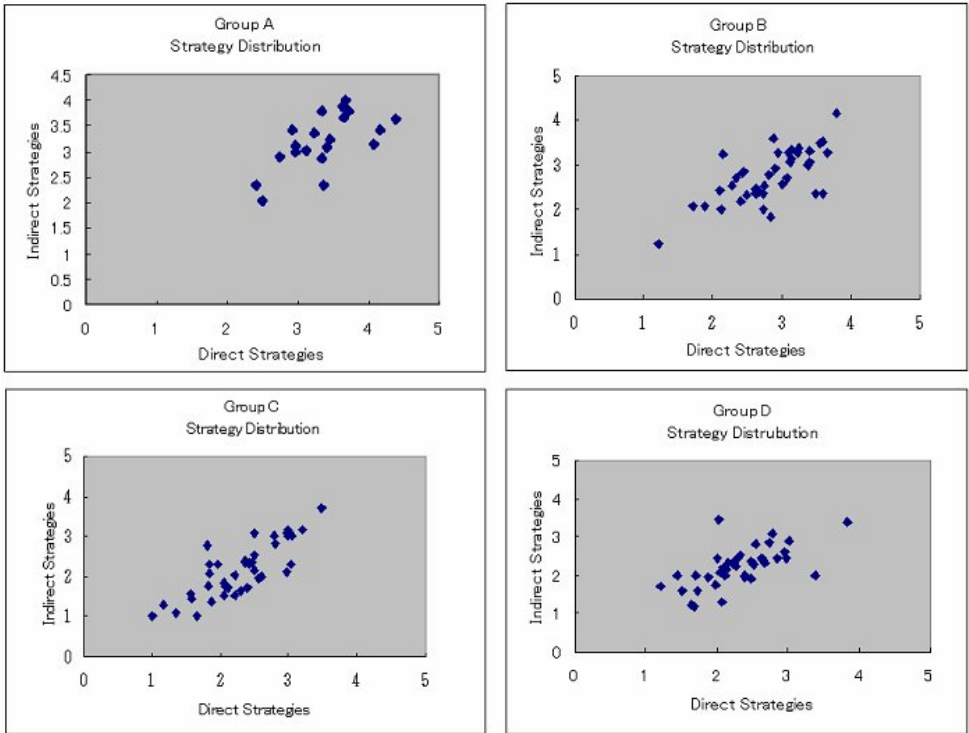 Group A
Strategy Distribution
4.5
4
3.5
3
2.5
2
1.5
1
0.5
0
Indirect Strategies
0 1 2 3 4 5
Direct Strategies
Group B
Strategy Distribution
5
4
3
2
1
0
Indirect Strategies
0 1 2 3 4 5
Direct Strategies
Group C
Strategy Distribution
5
4
3
2
1
0
Indirect Strategies
0 1 2 3 4 5
Direct Strategies
Group D
Strategy Distrubution
5
4
3
2
1
0
Indirect Strategies
0 1 2 3 4 5
Direct Strategies